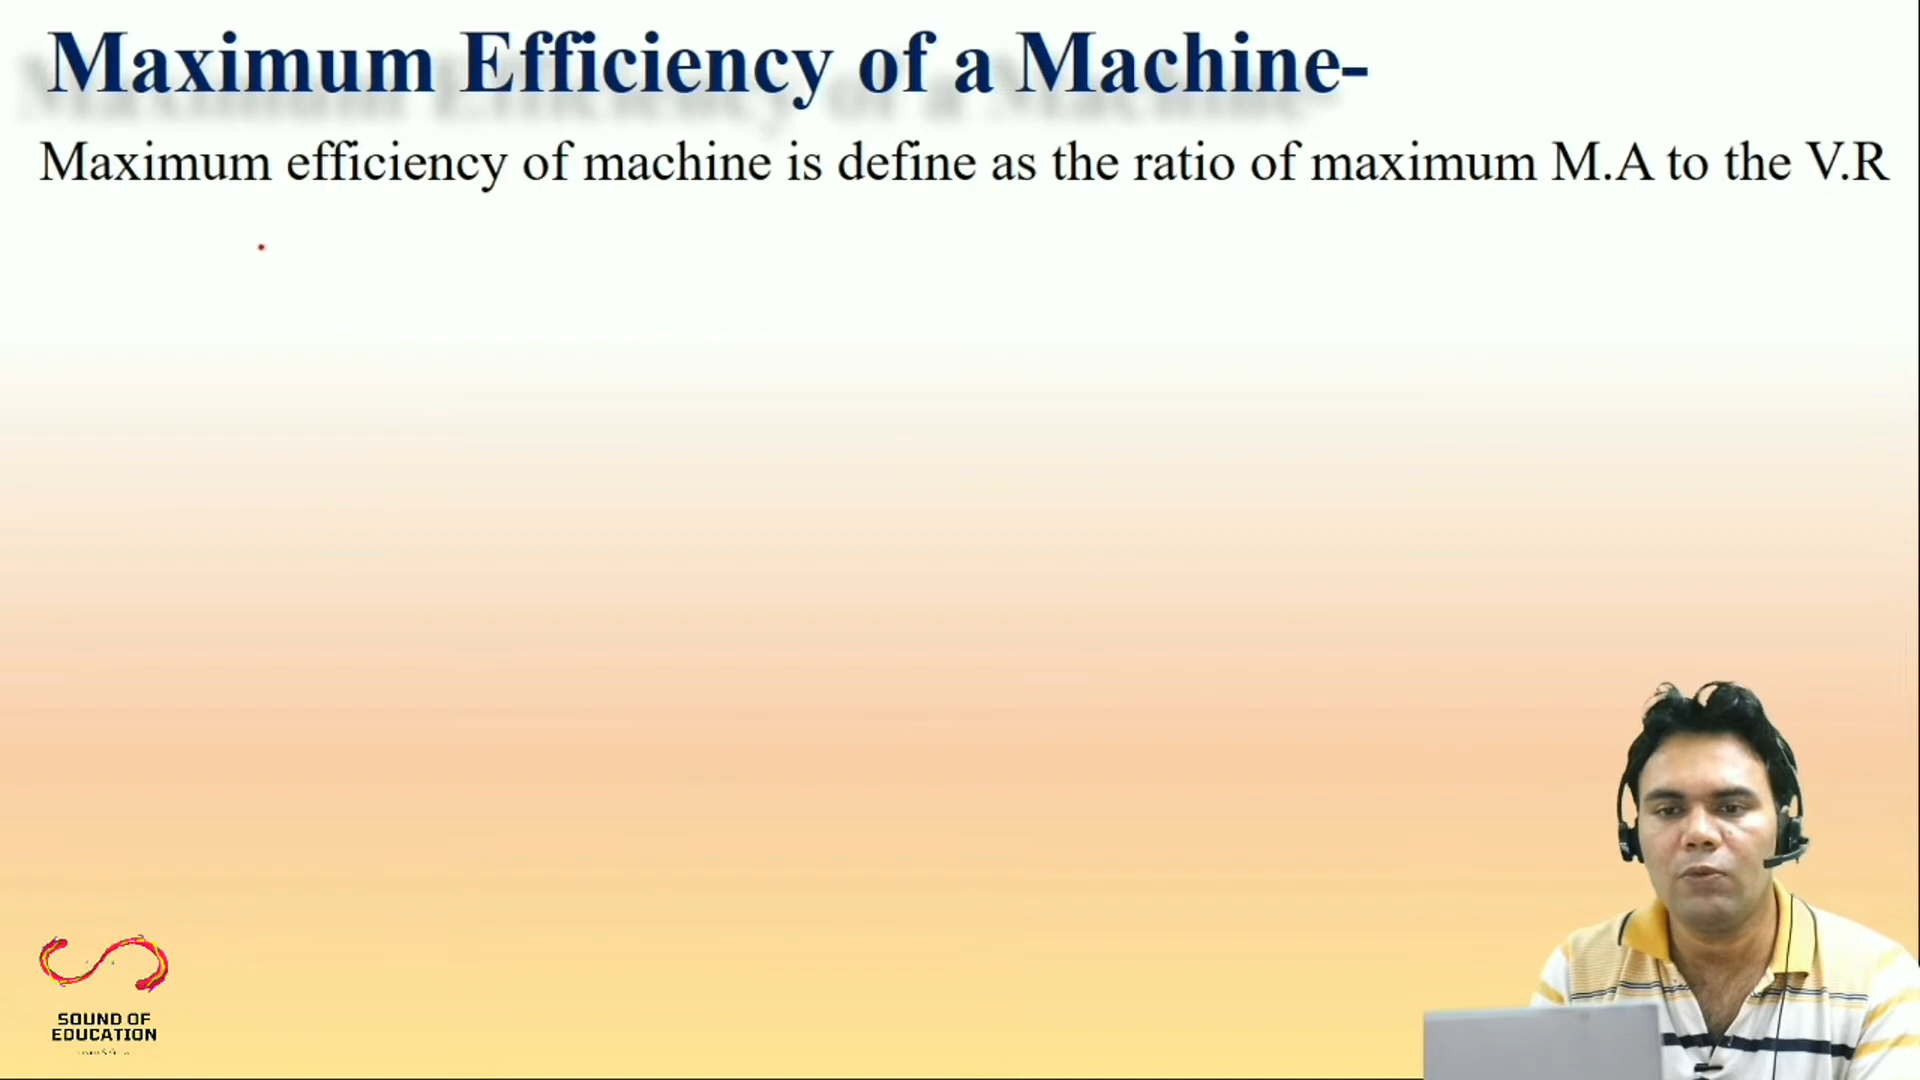 Maximum Efficiency of a Machine-
Maximum efficiency of machine is define as the ratio of maximum M.A to the V.R
SOUND OF
EDUCATION